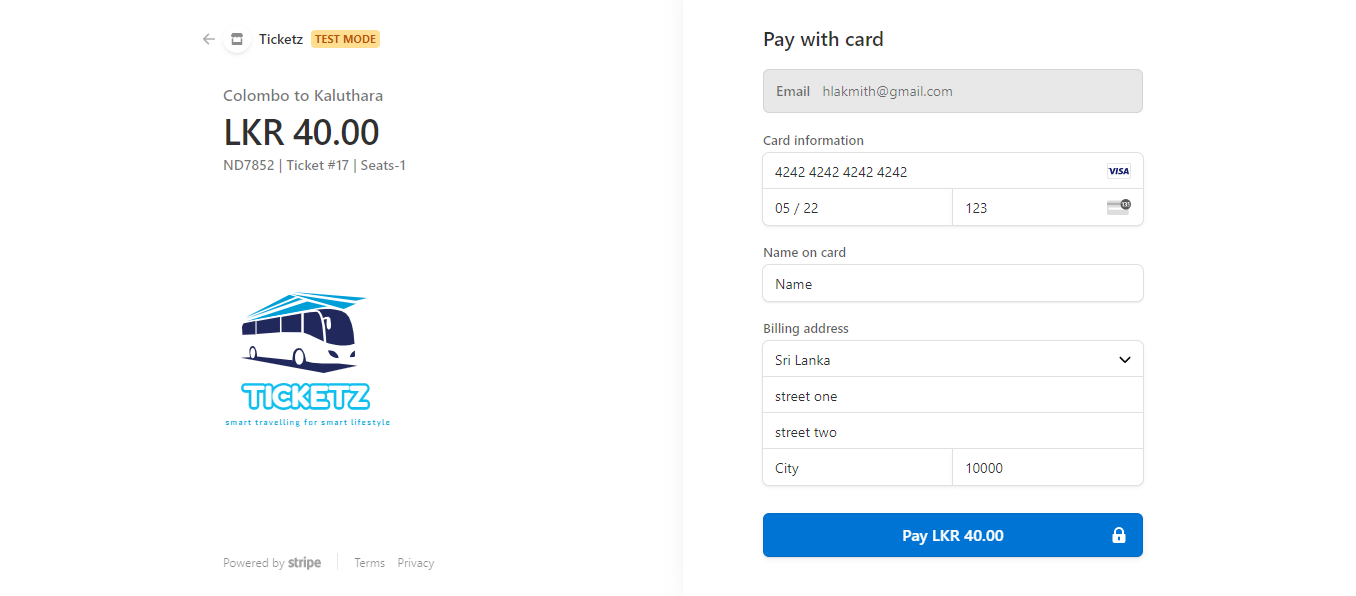 Ticketz TEST MODE
Colombo to Kaluthara
LKR 40.00
ND7852 | Ticket #17 | Seats-1
TICKETZ
smart travelling for smart lifestyle
Powered by stripe Terms Privacy
Pay with card
Email hlakmith@gmail.com
Card information
4242 4242 4242 4242 VISA
05 / 22 123
Name on card
Name
Billing address
Sri Lanka
street one
street two
City 10000
Pay LKR 40.00